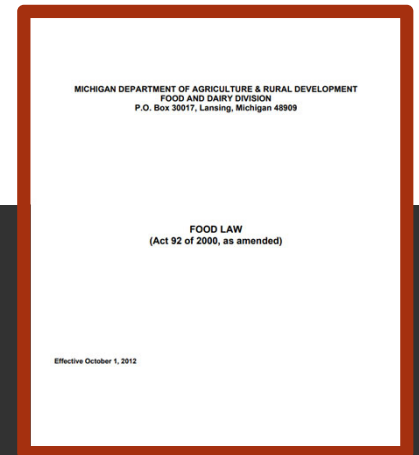 MICHIGAN DEPARTMENT OF AGRICULTURE & RURAL DEVELOPMENT
FOOD AND DAIRY DIVISION
P.O. Box 30017, Lansing, Michigan 48909
FOOD LAW
(Act 92 of 2000, as amended)
Effective October 1, 2012